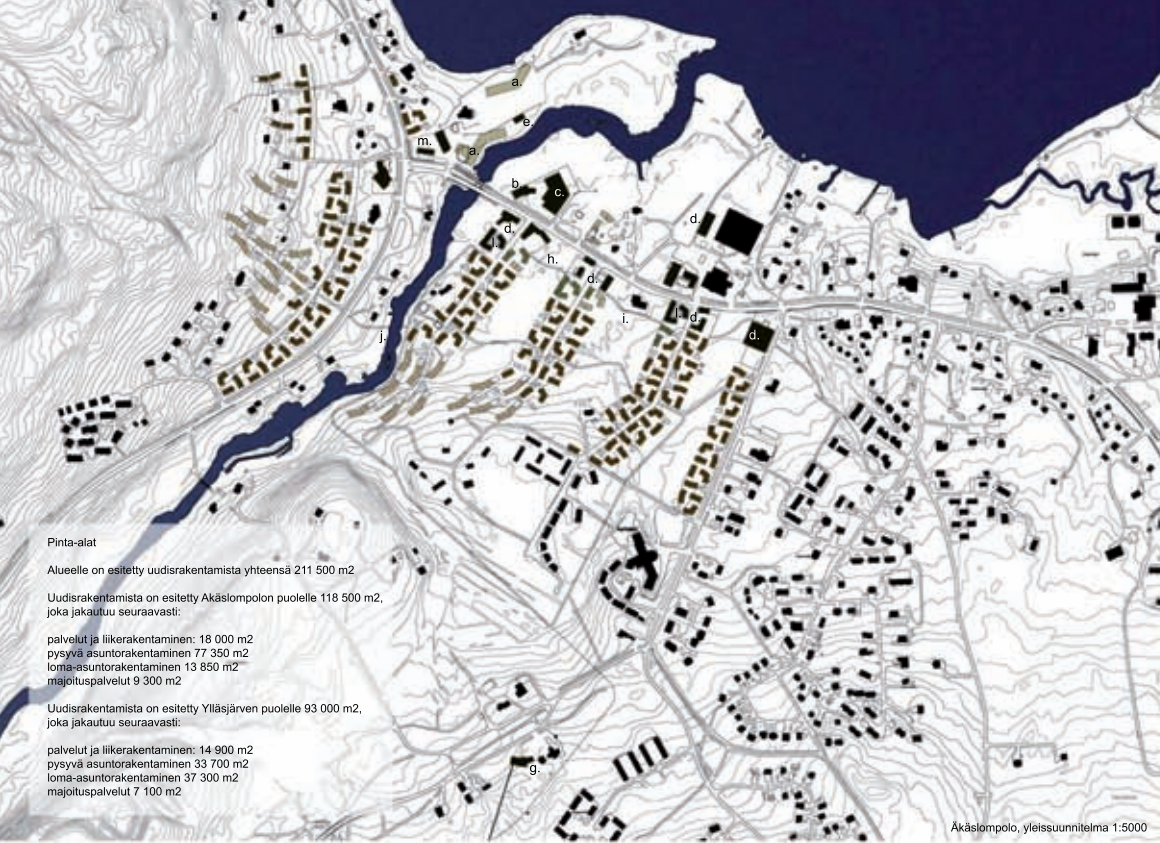 a.
e.
m.
a.
b.
c.
d.
d.
l.
h.
d.
i.
l.
d.
j.
d.
Pinta-alat
Alueelle on esitetty uudisrakentamista yhteensä 211 500 m2
Uudisrakentamista on esitetty Akäslompolon puolelle 118 500 m2,
joka jakautuu seuraavasti:
palvelut ja liikerakentaminen: 18 000 m2
pysyvä asuntorakentaminen 77 350 m2
loma-asuntorakentaminen 13 850 m2
majoituspalvelut 9 300 m2
Uudisrakentamista on esitetty Ylläsjärven puolelle 93 000 m2,
joka jakautuu seuraavasti:
palvelut ja liikerakentaminen: 14 900 m2
pysyvä asuntorakentaminen 33 700 m2
loma-asuntorakentaminen 37 300 m2
majoituspalvelut 7 100 m2
g.
Äkäslompolo, yleissuunnitelma 1:5000